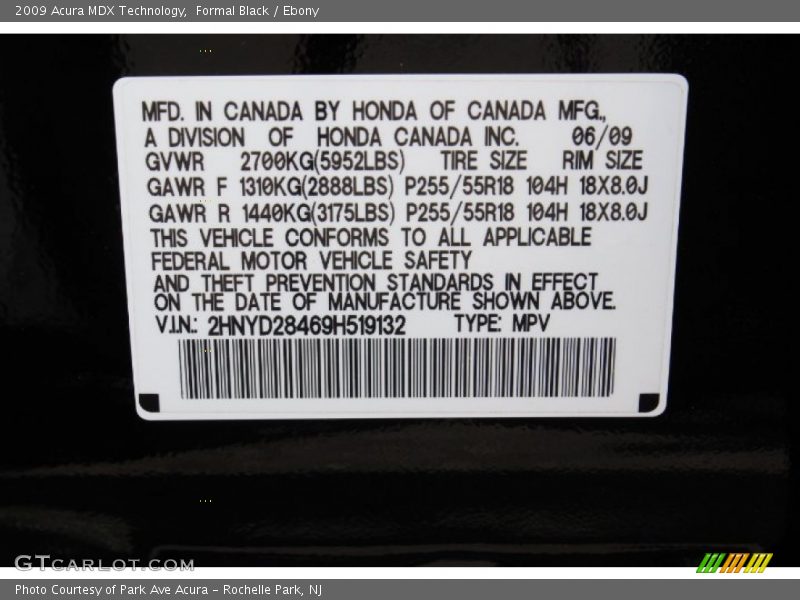 2009 Acura MDX Technology,  Formal Black / Ebony
MFD. IN CANADA BY HONDA OF CANADA MFG.,
A DIVISION OF HONDA CANADA INC. 06/09
GVWR 2700KG(5952LBS) TIRE SIZE RIM SIZE
GAWR F 1310KG(2888LBS) P255/55R18 104H 18X8.0J
GAWR R 1440KG(3175LBS) P255/55R18 104H 18X8.0J
THIS VEHICLE CONFORMS TO ALL APPLICABLE
FEDERAL MOTOR VEHICLE SAFETY
AND THEFT PREVENTION STANDARDS IN EFFECT
ON THE DATE OF MANUFACTURE SHOWN ABOVE.
V.I.N.: 2HNYD28469H519132 TYPE: MPV
GTCARLOT.COM
Photo Courtesy of Park Ave Acura - Rochelle Park, NJ